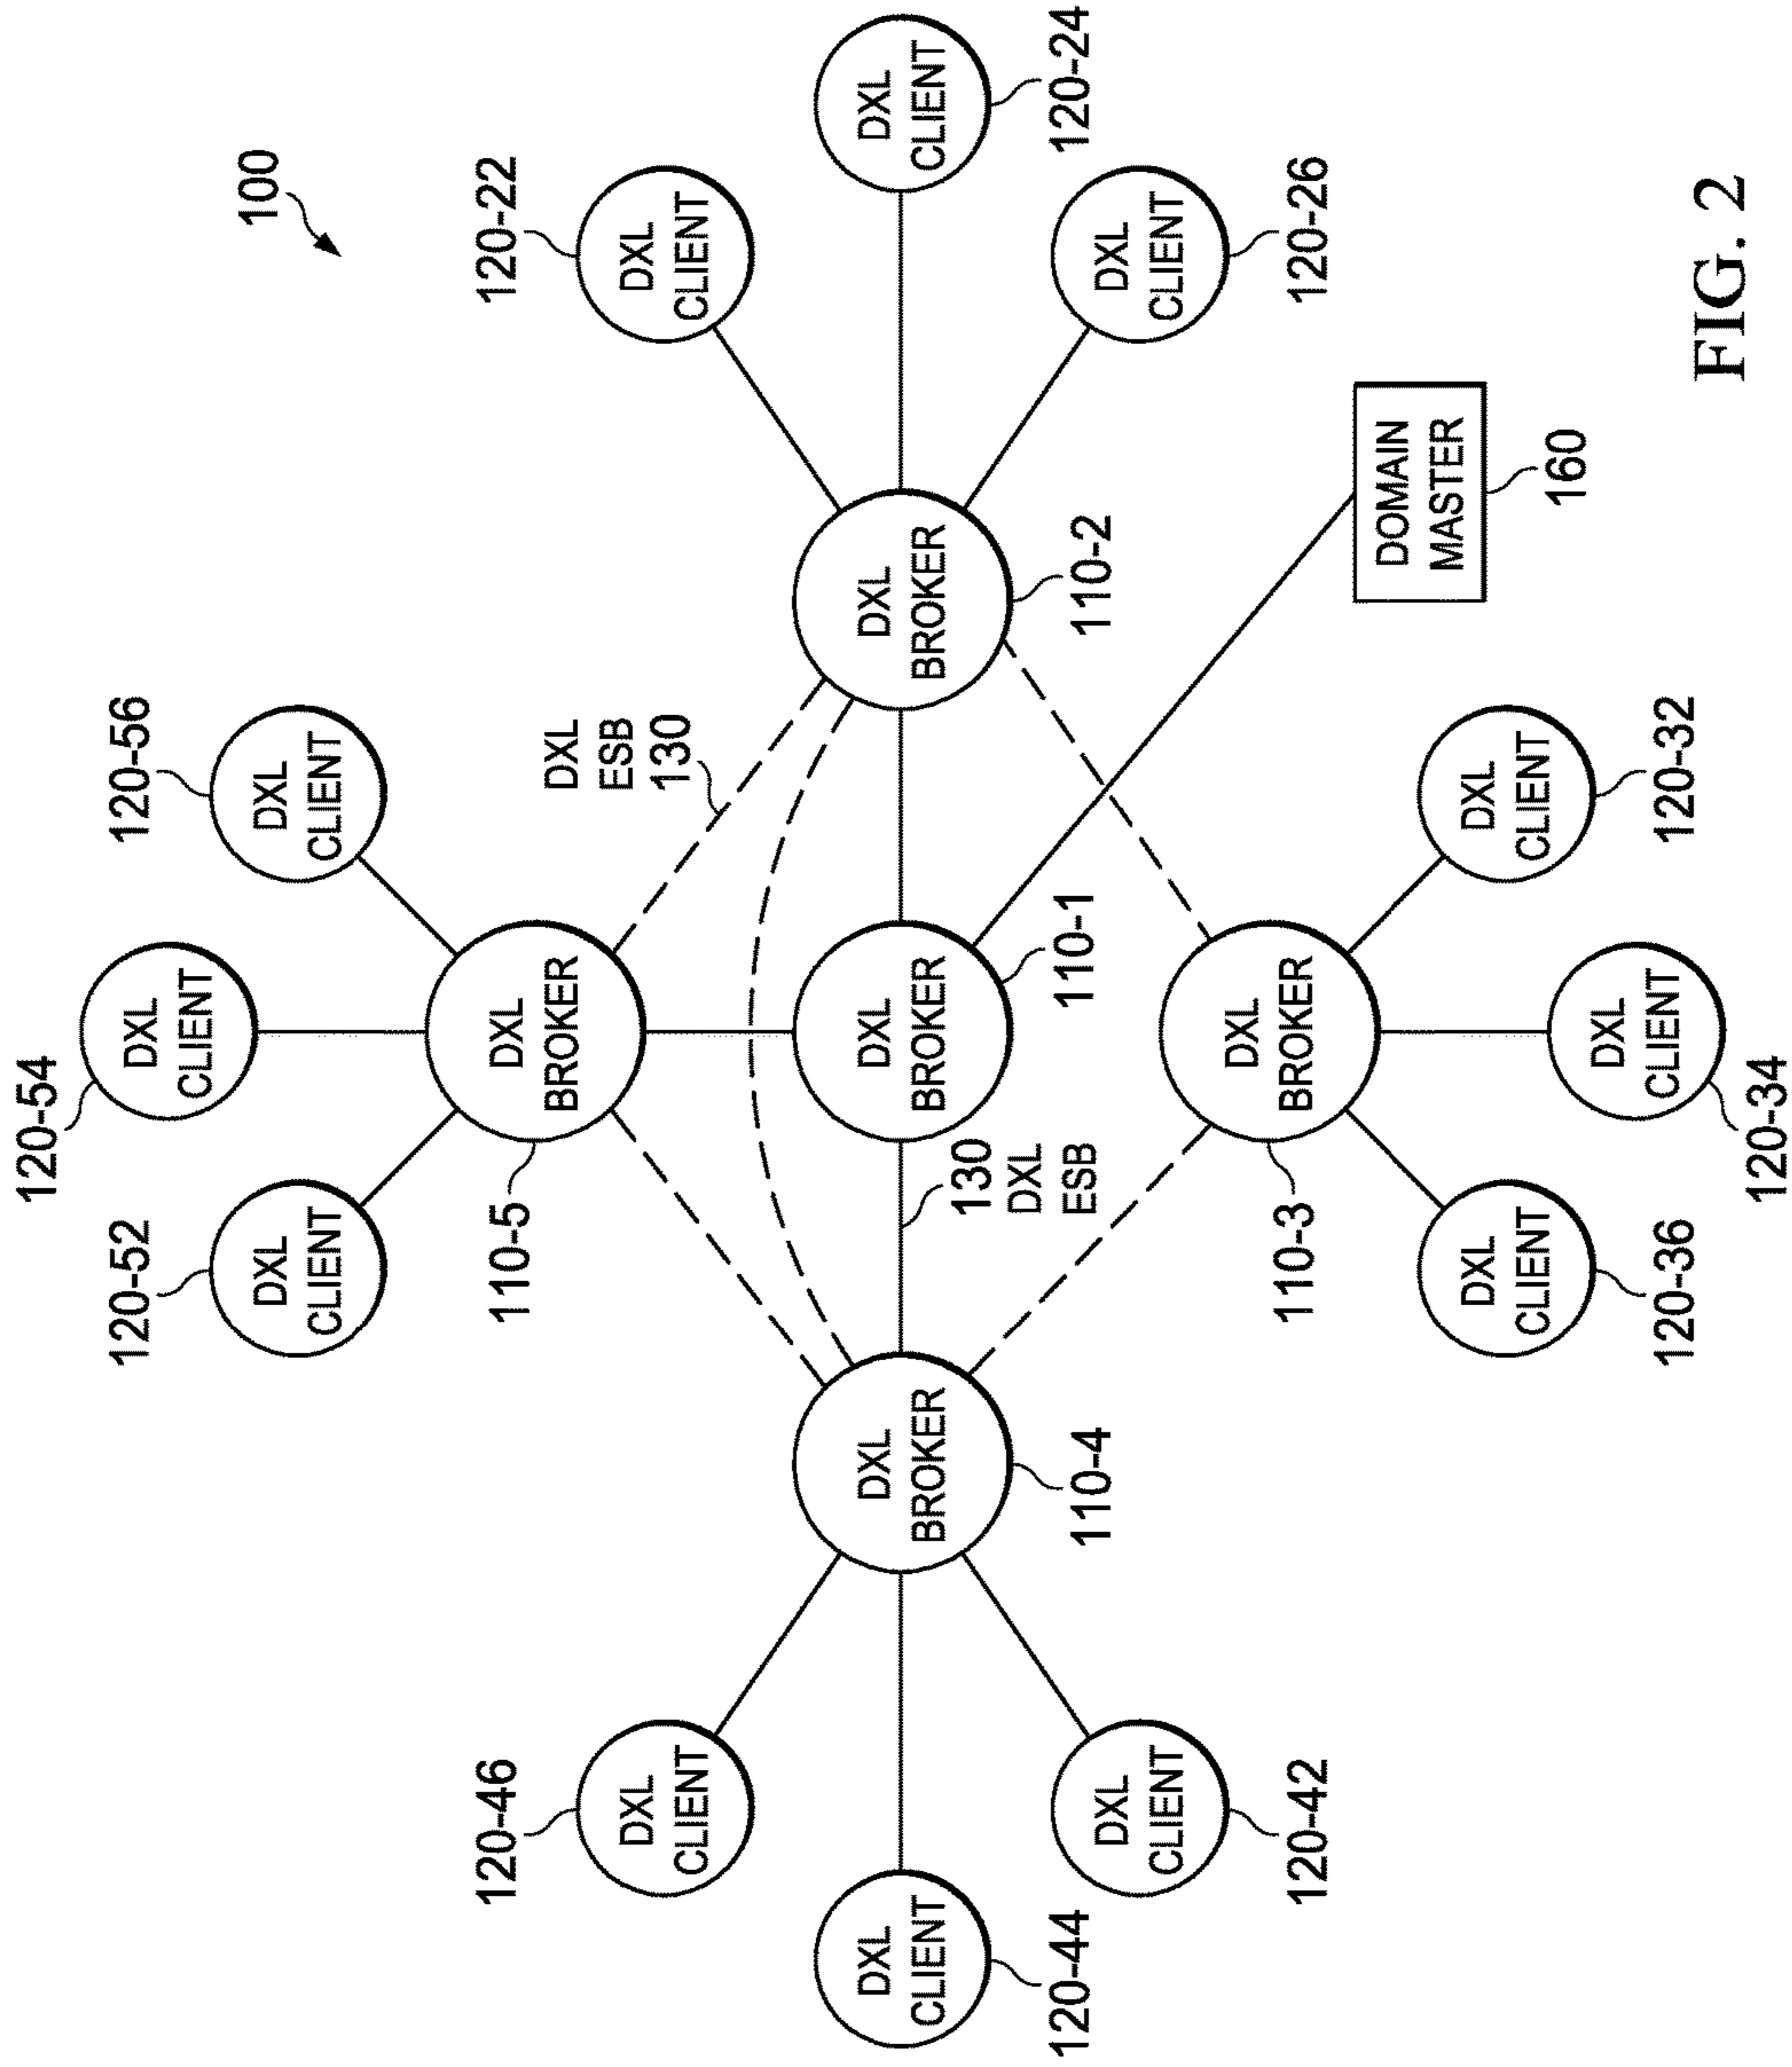 120-54
120-52
120-56
100
DXL
CLIENT
DXL
CLIENT
DXL
CLIENT
120-46
110-5
DXL
BROKER
DXL
ESB
130
120-22
DXL
CLIENT
DXL
CLIENT
DXL
CLIENT
DXL
BROKER
DXL
BROKER
DXL
BROKER
DXL
CLIENT
130
DXL
ESB
120-44
110-4
110-1
110-2
120-24
DXL
CLIENT
DXL
CLIENT
120-42
110-3
DXL
BROKER
120-26
DOMAIN
MASTER
160
DXL
CLIENT
DXL
CLIENT
DXL
CLIENT
120-36
120-32
120-34
FIG. 2